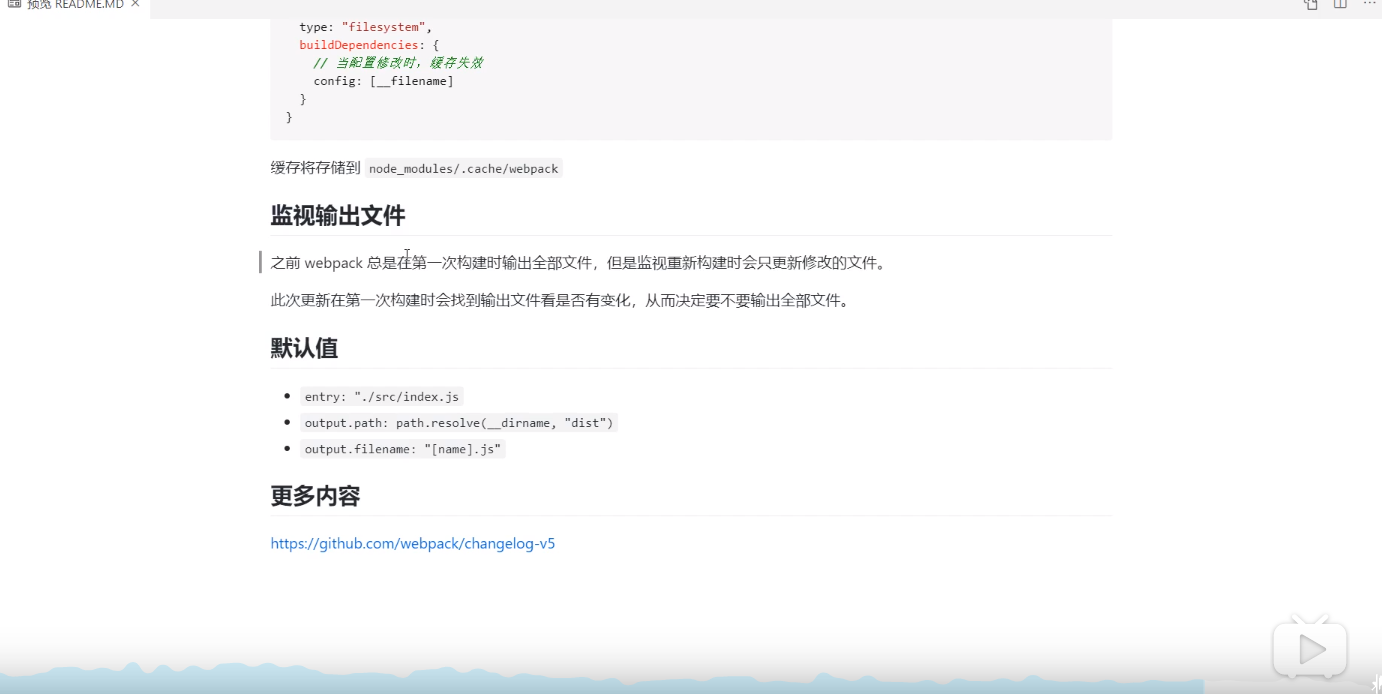 预览 README.MD ×
type: "filesystem",
buildDependencies: {
// 当配置修改时，缓存失效
config: [__filename]
}
}
缓存将存储到 node_modules/.cache/webpack
监视输出文件
之前 webpack 总是在第一次构建时输出全部文件，但是监视重新构建时会只更新修改的文件。
此次更新在第一次构建时会找到输出文件看是否有变化，从而决定要不要输出全部文件。
默认值
• entry: "./src/index.js
• output.path: path.resolve(__dirname, "dist")
• output.filename: "[name].js"
更多内容
https://github.com/webpack/changelog-v5